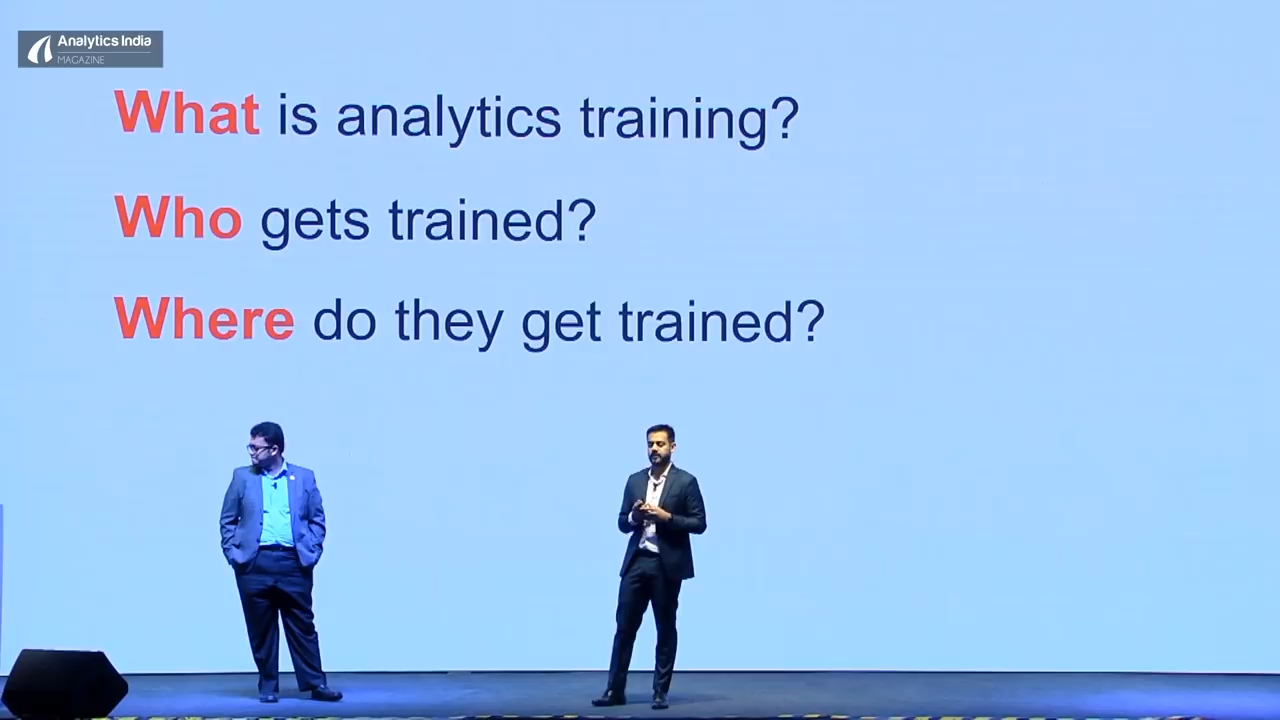 Analytics India
MAGAZINE
What is analytics training?
Who gets trained?
Where do they get trained?